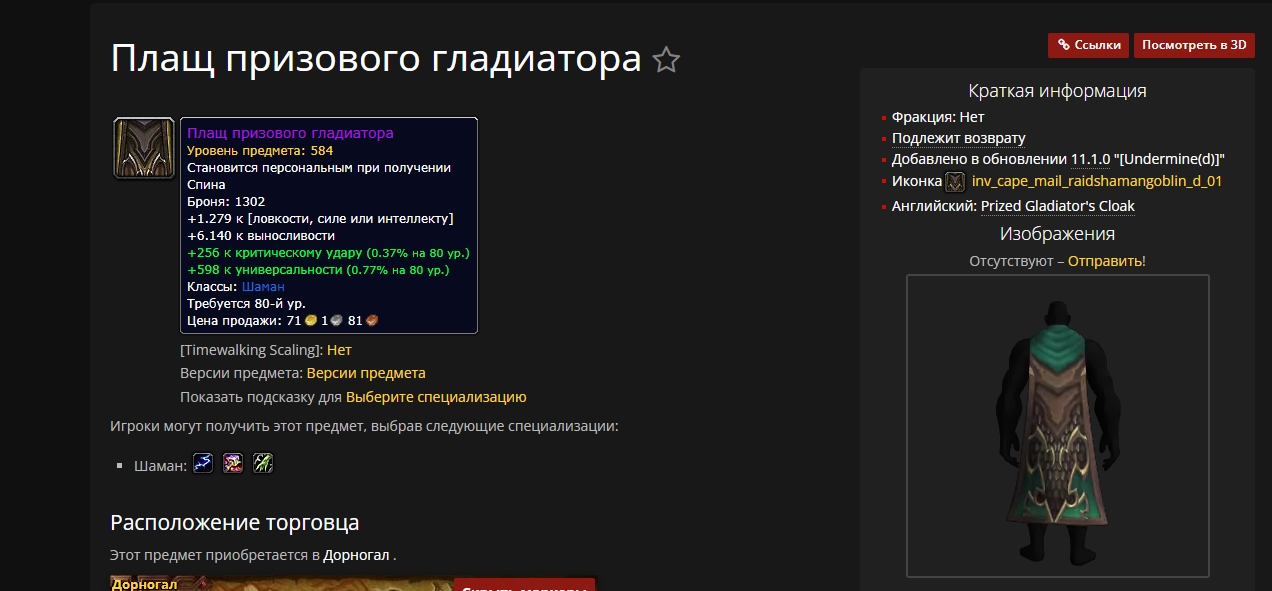 Плащ призового гладиатора
Ссылки
Посмотреть в 3D
Плащ призового гладиатора
Уровень предмета: 584
Становится персональным при получении
Спина
Броня: 1302
+1.279 к [ловкости, силе или интеллекту]
+6.140 к выносливости
+256 к критическому удару (0.37% на 80 ур.)
+598 к универсальности (0.77% на 80 ур.)
Классы: Шаман
Требуется 80-й ур.
Цена продажи: 71 1 81
[Timewalking Scaling]: Нет
Версии предмета: Версии предмета
Показать подсказку для Выберите специализацию
Игроки могут получить этот предмет, выбрав следующие специализации:
Шаман:
Расположение торговца
Этот предмет приобретается в Дорногал .
Дорногал
Скрыть маркеры
Краткая информация
Фракция: Нет
Подлежит возврату
Добавлено в обновлении 11.1.0 "[Undermine(d)]"
Иконка inv_cape_mail_raidshamangoblin_d_01
Английский: Prized Gladiator's Cloak
Изображения
Отсутствуют – Отправить!